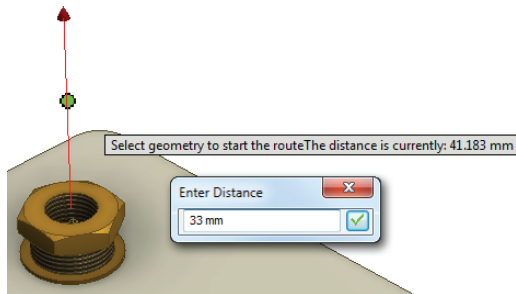 Select geometry to start the routeThe distance is currently: 41.183 mm
Enter Distance
33 mm